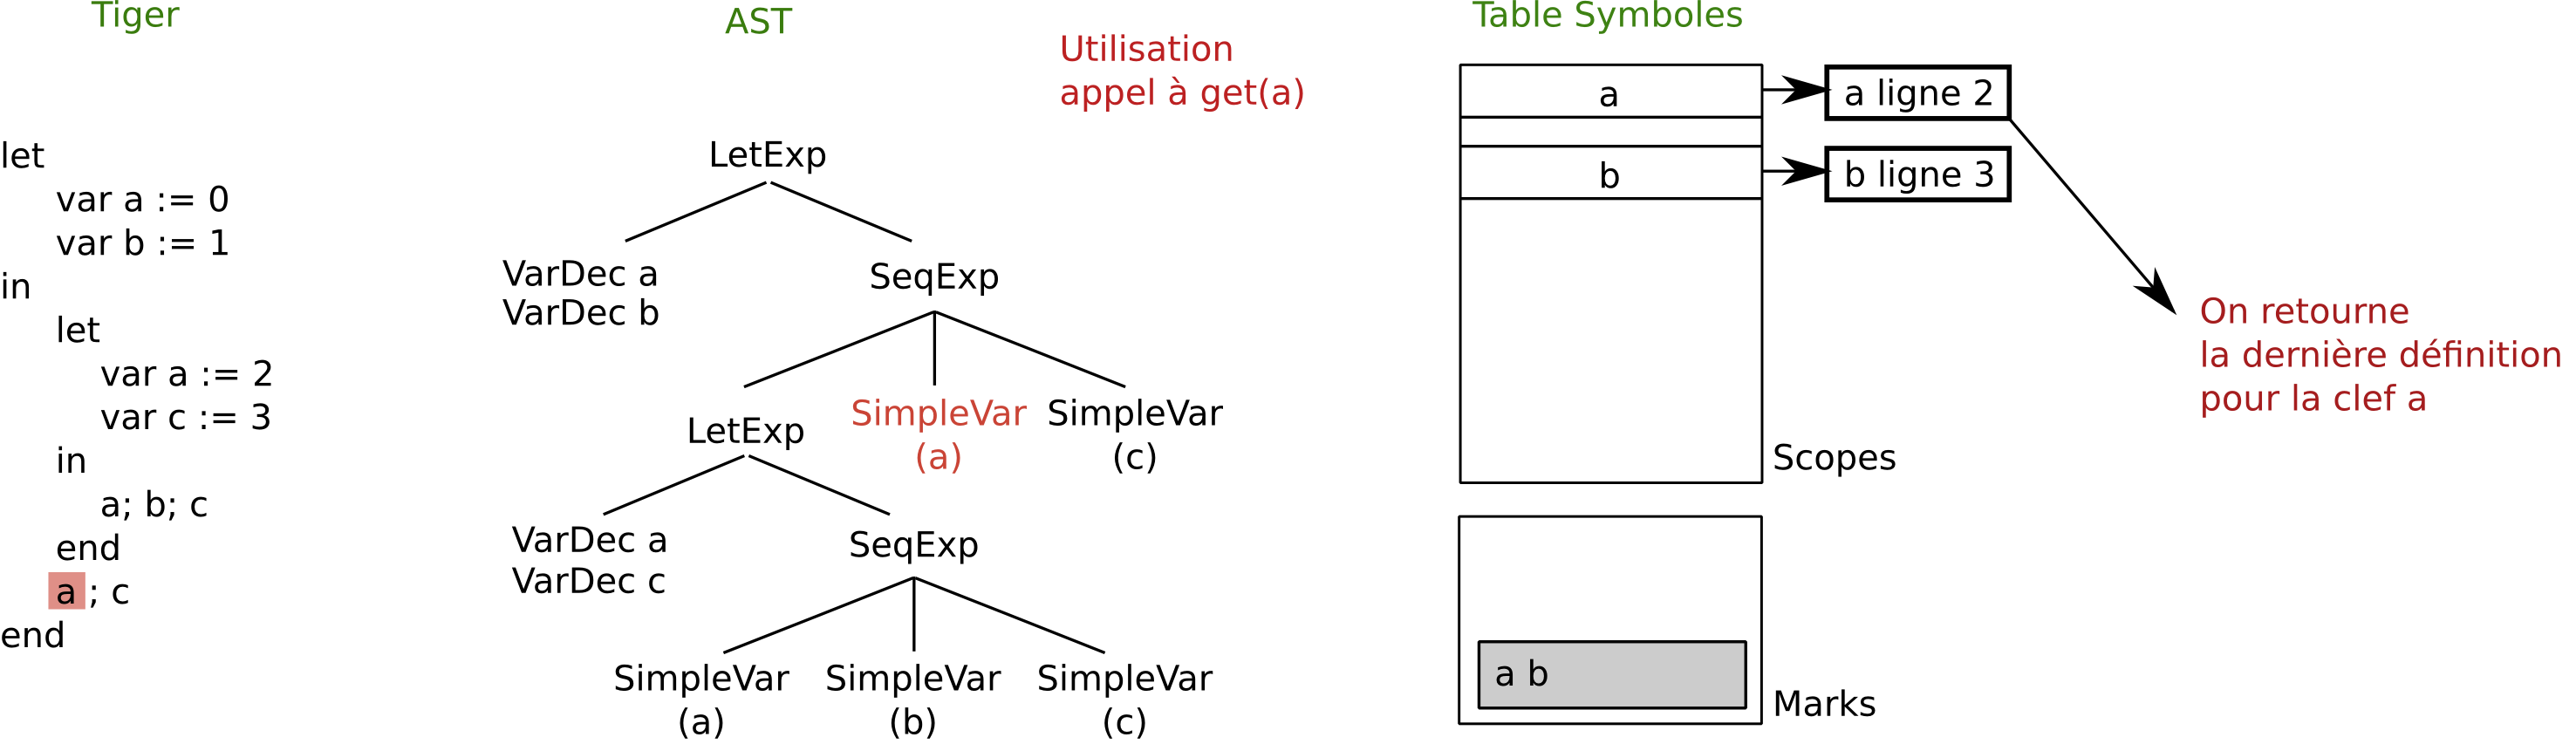 Tiger
let
var a := 0
var b := 1
in
let
var a := 2
var c := 3
in
a; b; c
end
a ; c
end
AST
Utilisation
appel à get(a)
LetExp
VarDec a
VarDec b
SeqExp
LetExp
SimpleVar
(a)
SimpleVar
(c)
VarDec a
VarDec c
SeqExp
SimpleVar
(a)
SimpleVar
(b)
SimpleVar
(c)
Table Symboles
a
a ligne 2
b
b ligne 3
On retourne
la dernière définition
pour la clef a
Scopes
a b
Marks